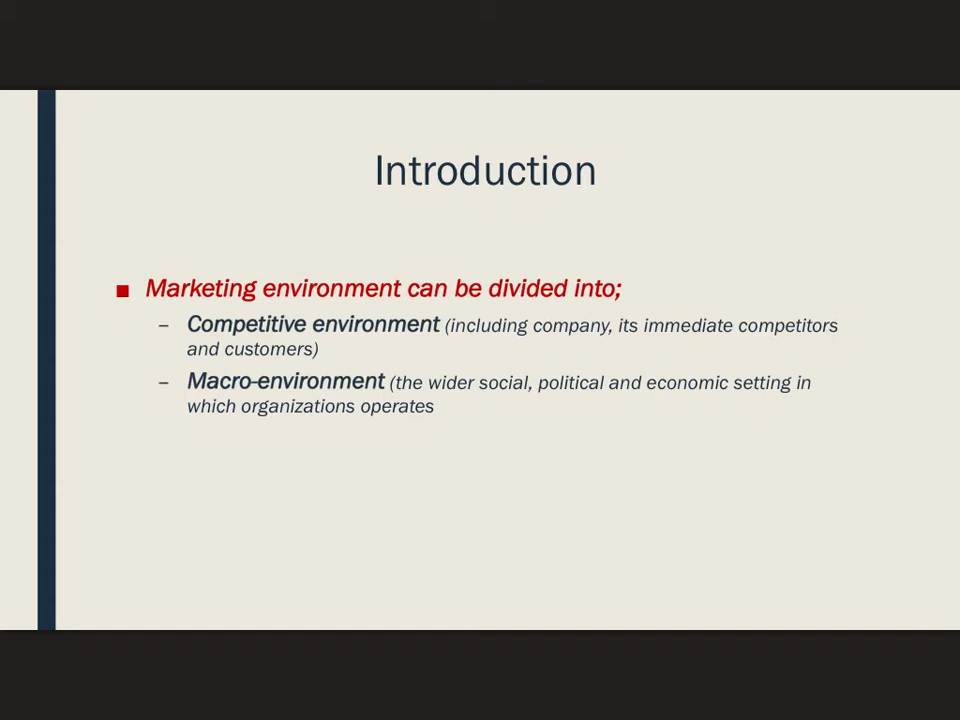 Introduction
■ Marketing environment can be divided into;
– Competitive environment (including company, its immediate competitors
and customers)
– Macro-environment (the wider social, political and economic setting in
which organizations operates